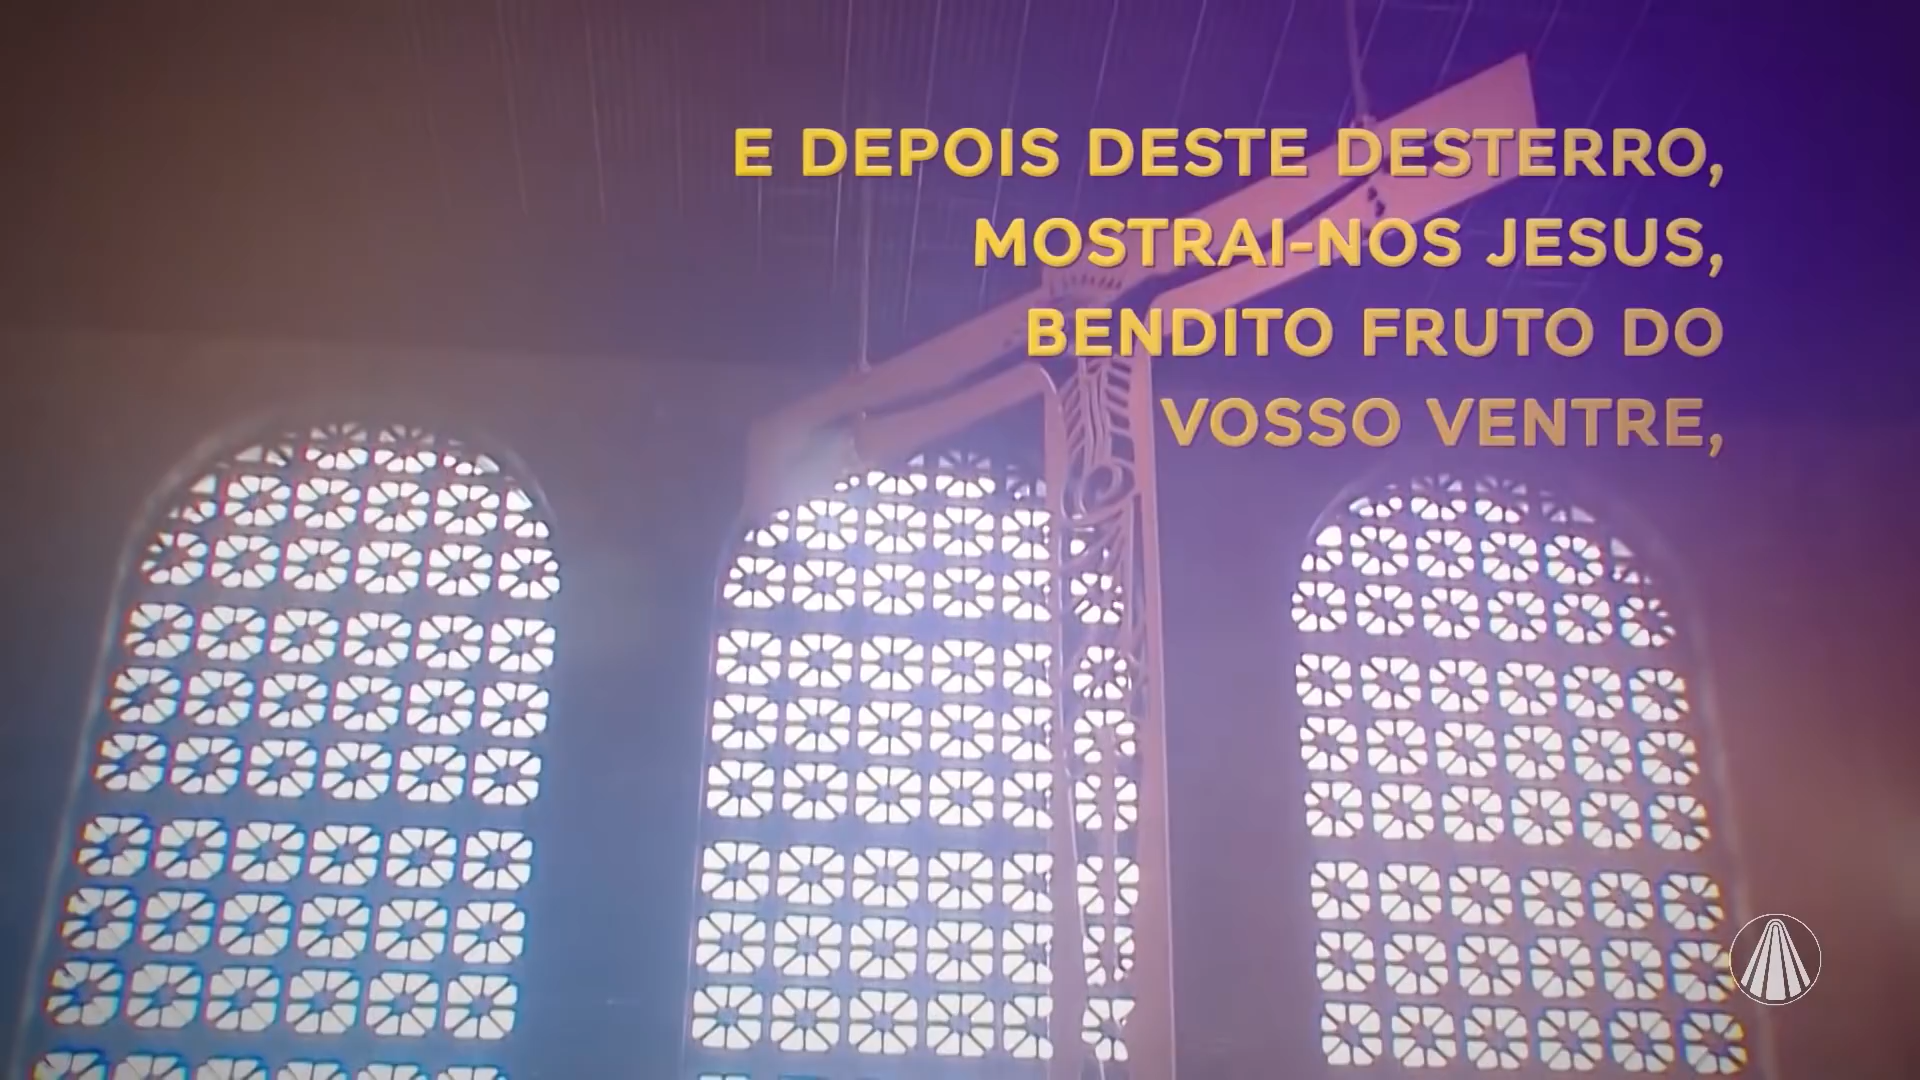 E DEPOIS DESTE DESTERRO,
MOSTRAI-NOS JESUS,
BENDITO FRUTO DO
VOSSO VENTRE,